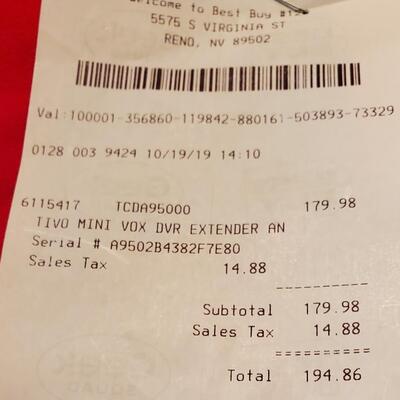 Welcome to Best Buy
5575 S VIRGINIA ST
RENO, NV 89502
Val:100001-356860-119842-880161-503893-73329
0128 003 9424 10/19/19 14:10
6115417 TCDA95000 179.98
TIVO MINI VOX DVR EXTENDER AN
Serial # A9502B4382F7E80
Sales Tax 14.88
----------
Subtotal 179.98
Sales Tax 14.88
==========
Total 194.86